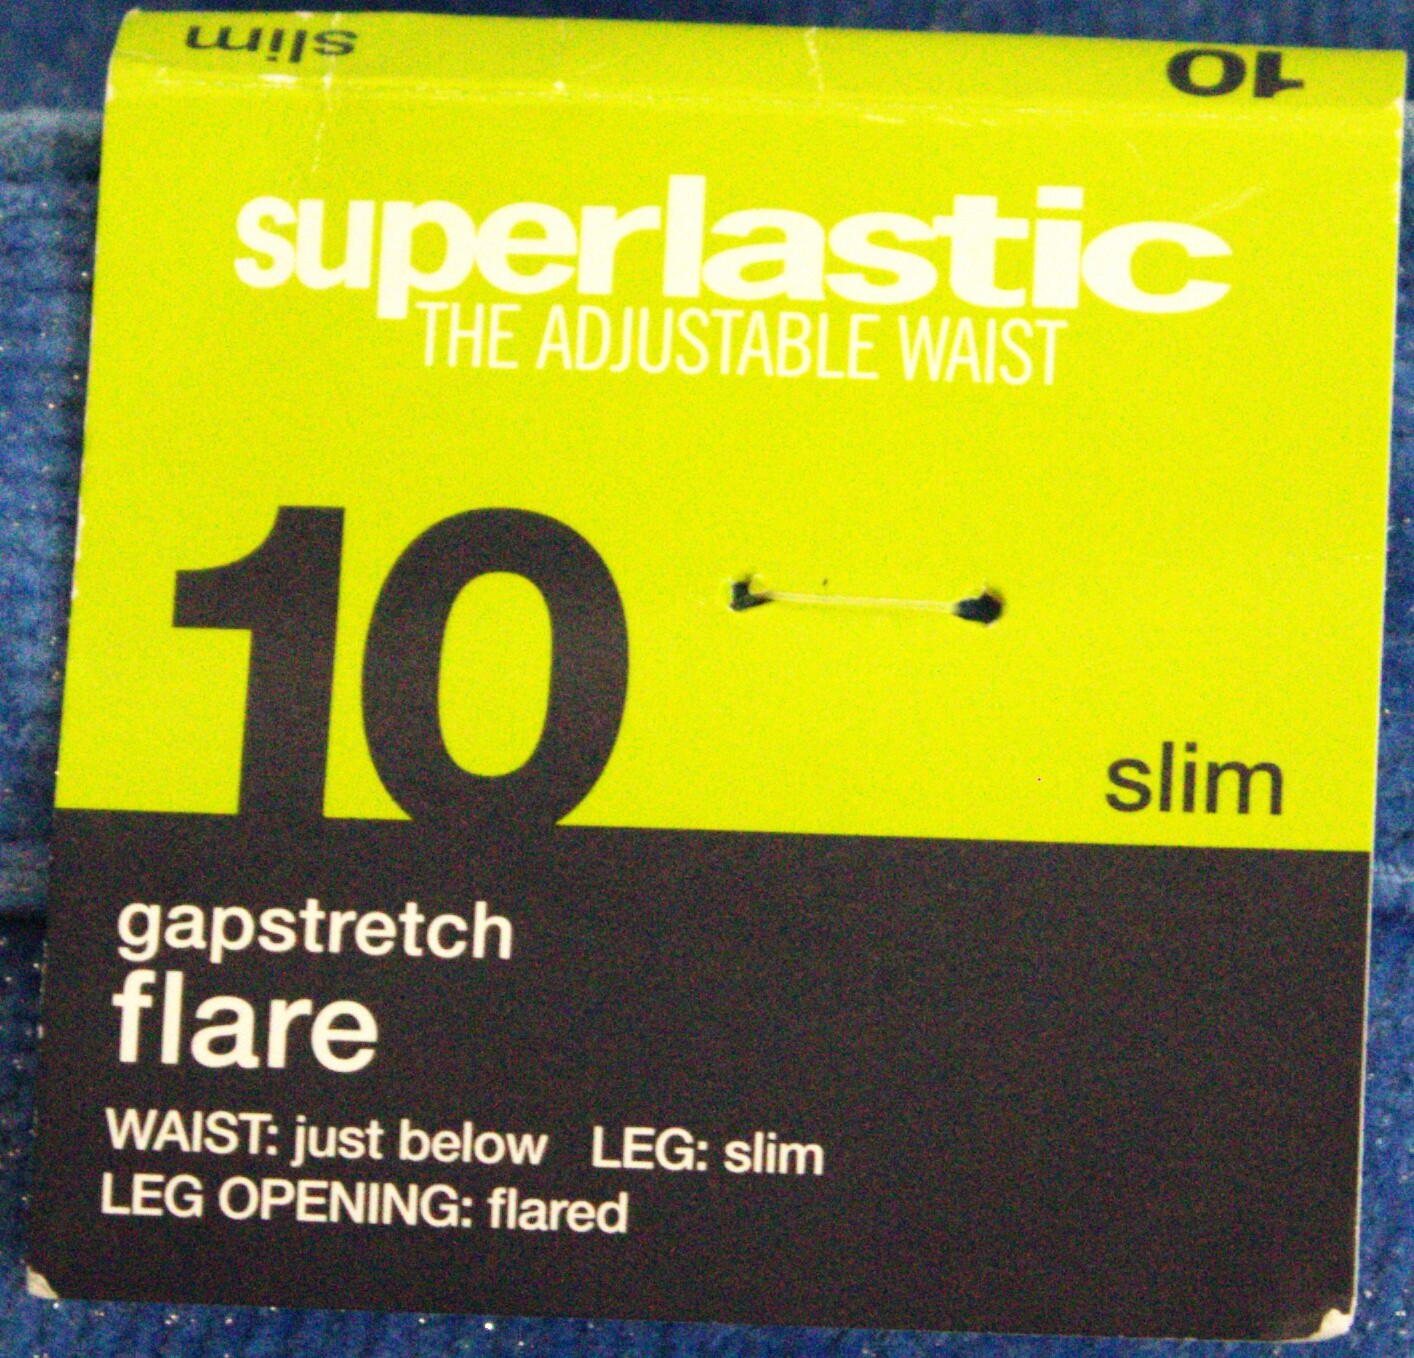 slim 10
superlastic
THE ADJUSTABLE WAIST
10
slim
gapstretch
flare
WAIST: just below LEG: slim
LEG OPENING: flared